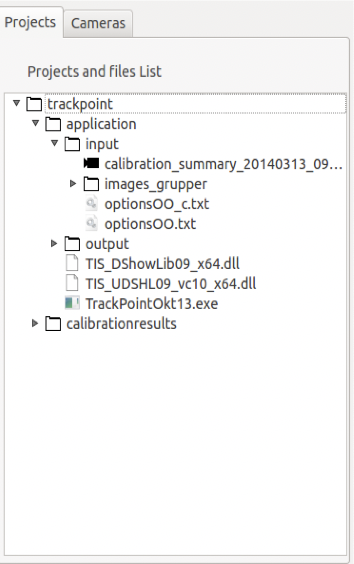 Projects
Cameras
Projects and files List
trackpoint
application
input
calibration_summary_20140313_09...
images_grupper
optionsOO_c.txt
optionsOO.txt
output
TIS_DShowLib09_x64.dll
TIS_UDSHL09_vc10_x64.dll
TrackPointOkt13.exe
calibrationresults